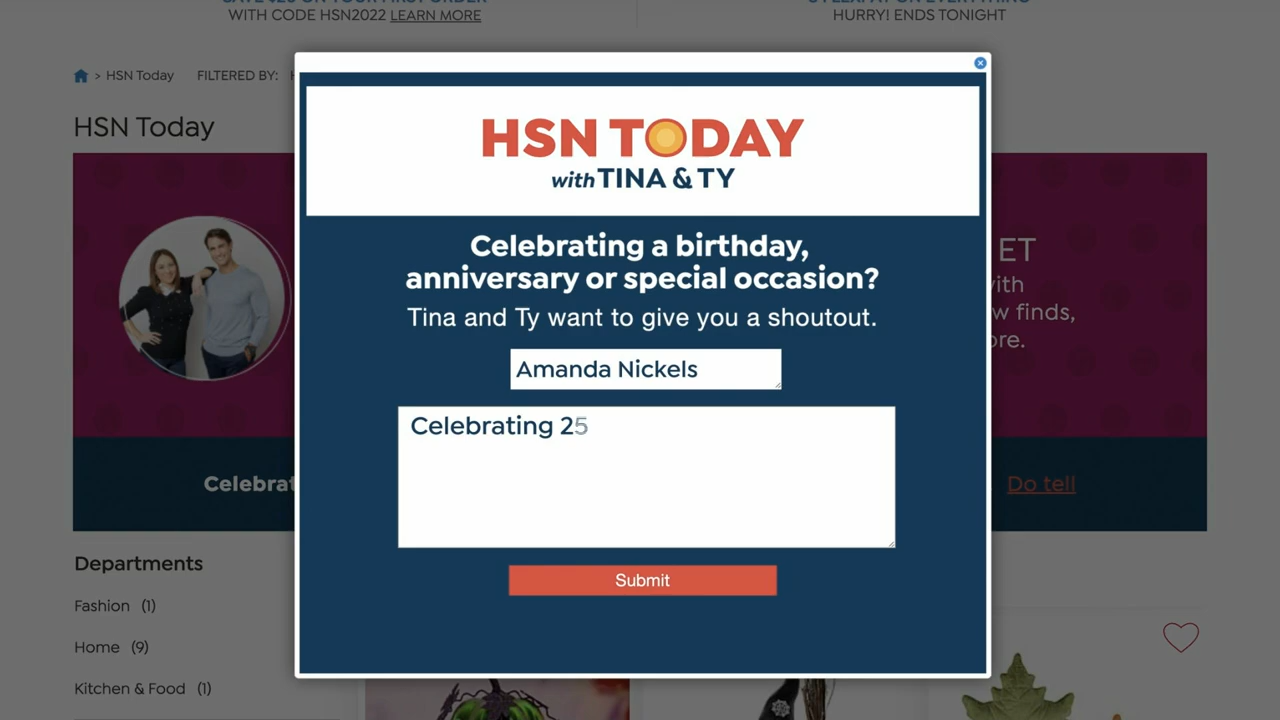 WITH CODE HSN2022 LEARN MORE
HURRY! ENDS TONIGHT
> HSN Today FILTERED BY:
HSN Today
HSN TODAY
with TINA & TY
Celebrating a birthday,
anniversary or special occasion?
Tina and Ty want to give you a shoutout.
Amanda Nickels
Celebrating 25
Submit
ET
with
w finds,
ore.
Celebrat
Do tell
Departments
Fashion (1)
Home (9)
Kitchen & Food (1)